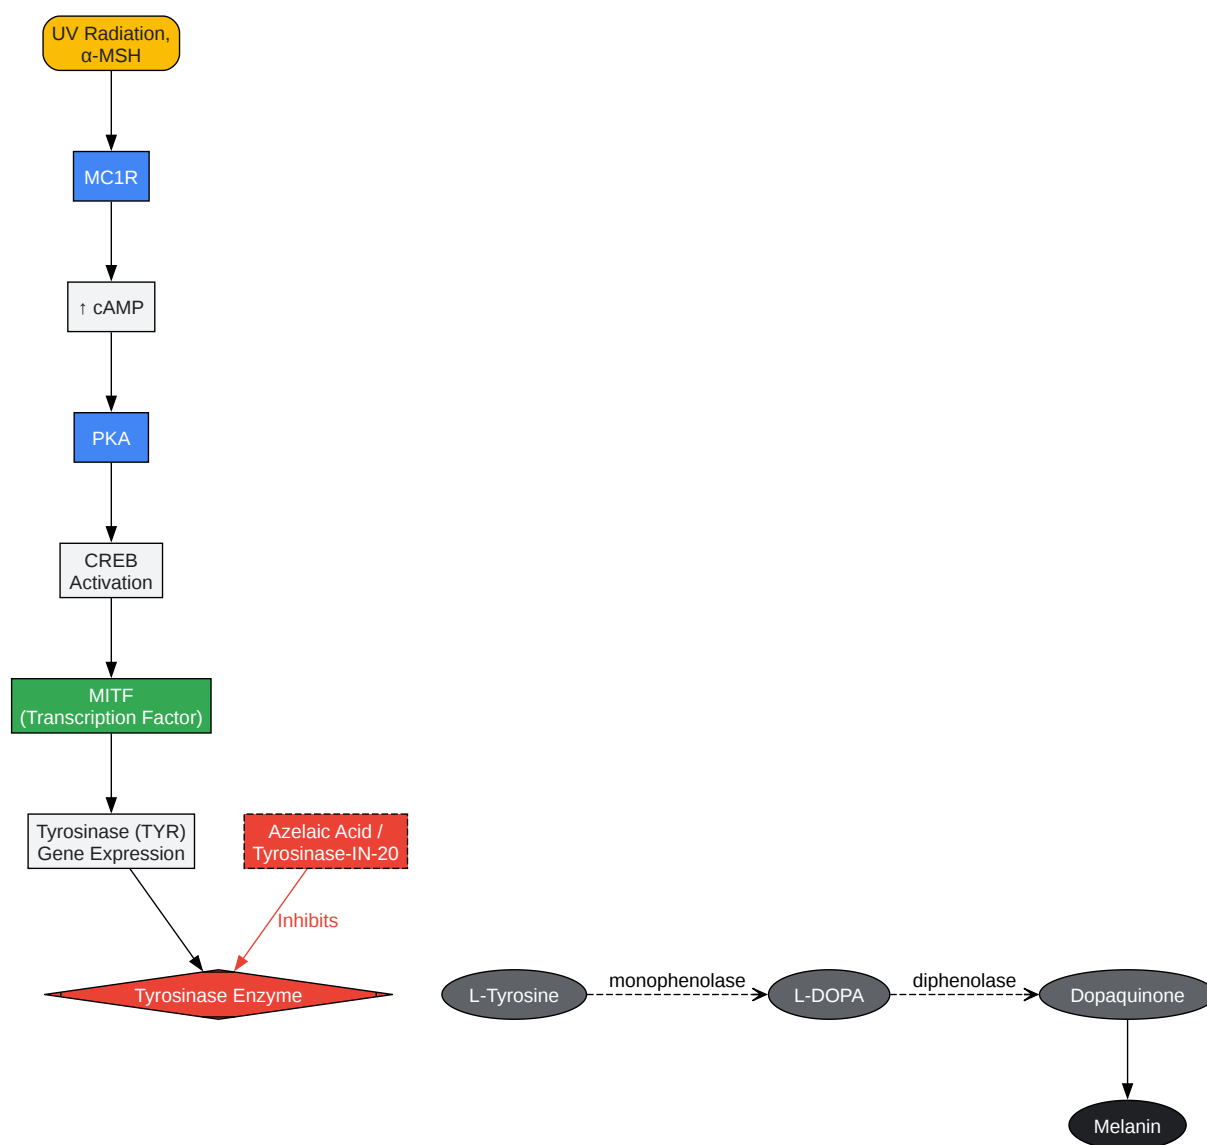 UV Radiation,
α-MSH
MC1R
↑ cAMP
PKA
CREB
Activation
MITF
(Transcription Factor)
Tyrosinase (TYR)
Gene Expression
Azelaic Acid /
Tyrosinase-IN-20
Inhibits
Tyrosinase Enzyme
L-Tyrosine
monophenolase
L-DOPA
diphenolase
Dopaquinone
Melanin